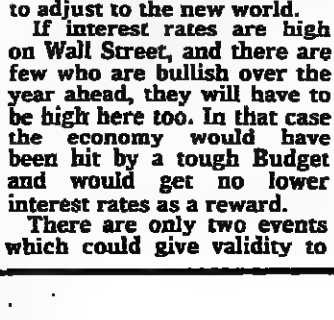 to adjust to the new world.
If interest rates are high
on Wall Street, and there are
few who are bullish over the
year ahead, they will have to
be high here too. In that case
the economy would have
been hit by a tough Budget
and would get no lower
interest rates as a reward.
There are only two events
which could give validity to